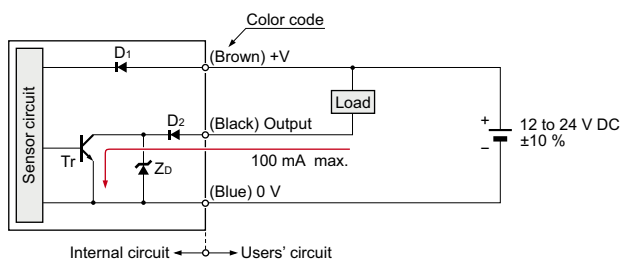 Color code
D1
(Brown) +V
Load
Sensor circuit
D2
(Black) Output
+
12 to 24 V DC
±10 %
−
Tr
ZD
100 mA max.
(Blue) 0 V
Internal circuit
Users' circuit